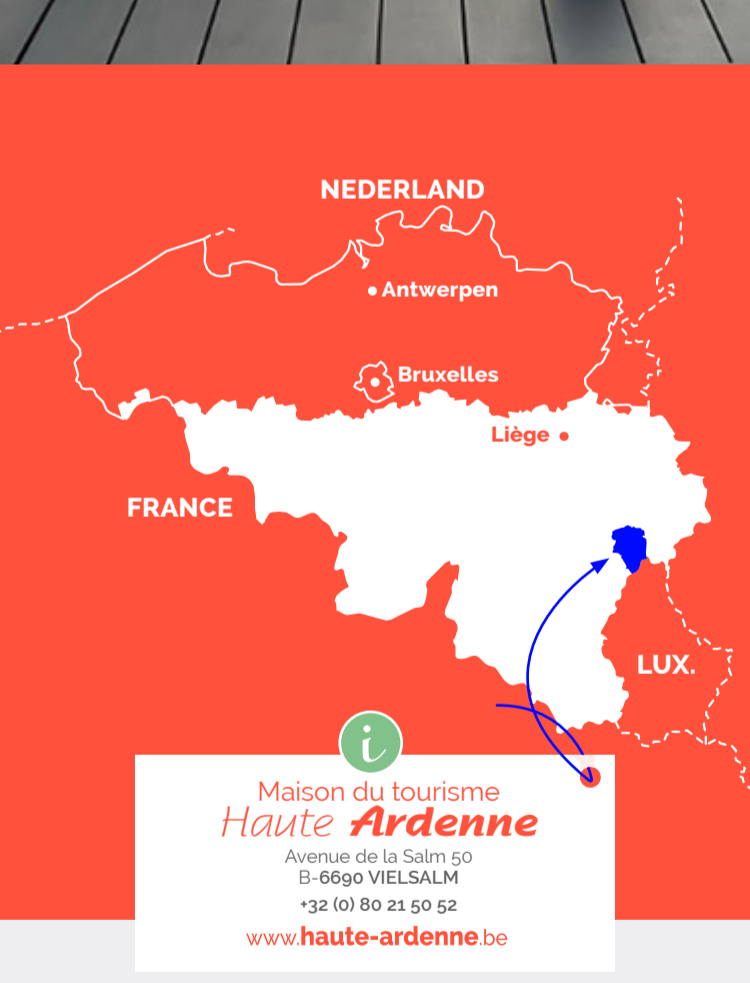 NEDERLAND
Antwerpen
Bruxelles
Liège
FRANCE
LUX.
i
Maison du tourisme
Haute Ardenne
Avenue de la Salm 50
B-6690 VIELSALM
+32 (0) 80 21 50 52
www.haute-ardenne.be